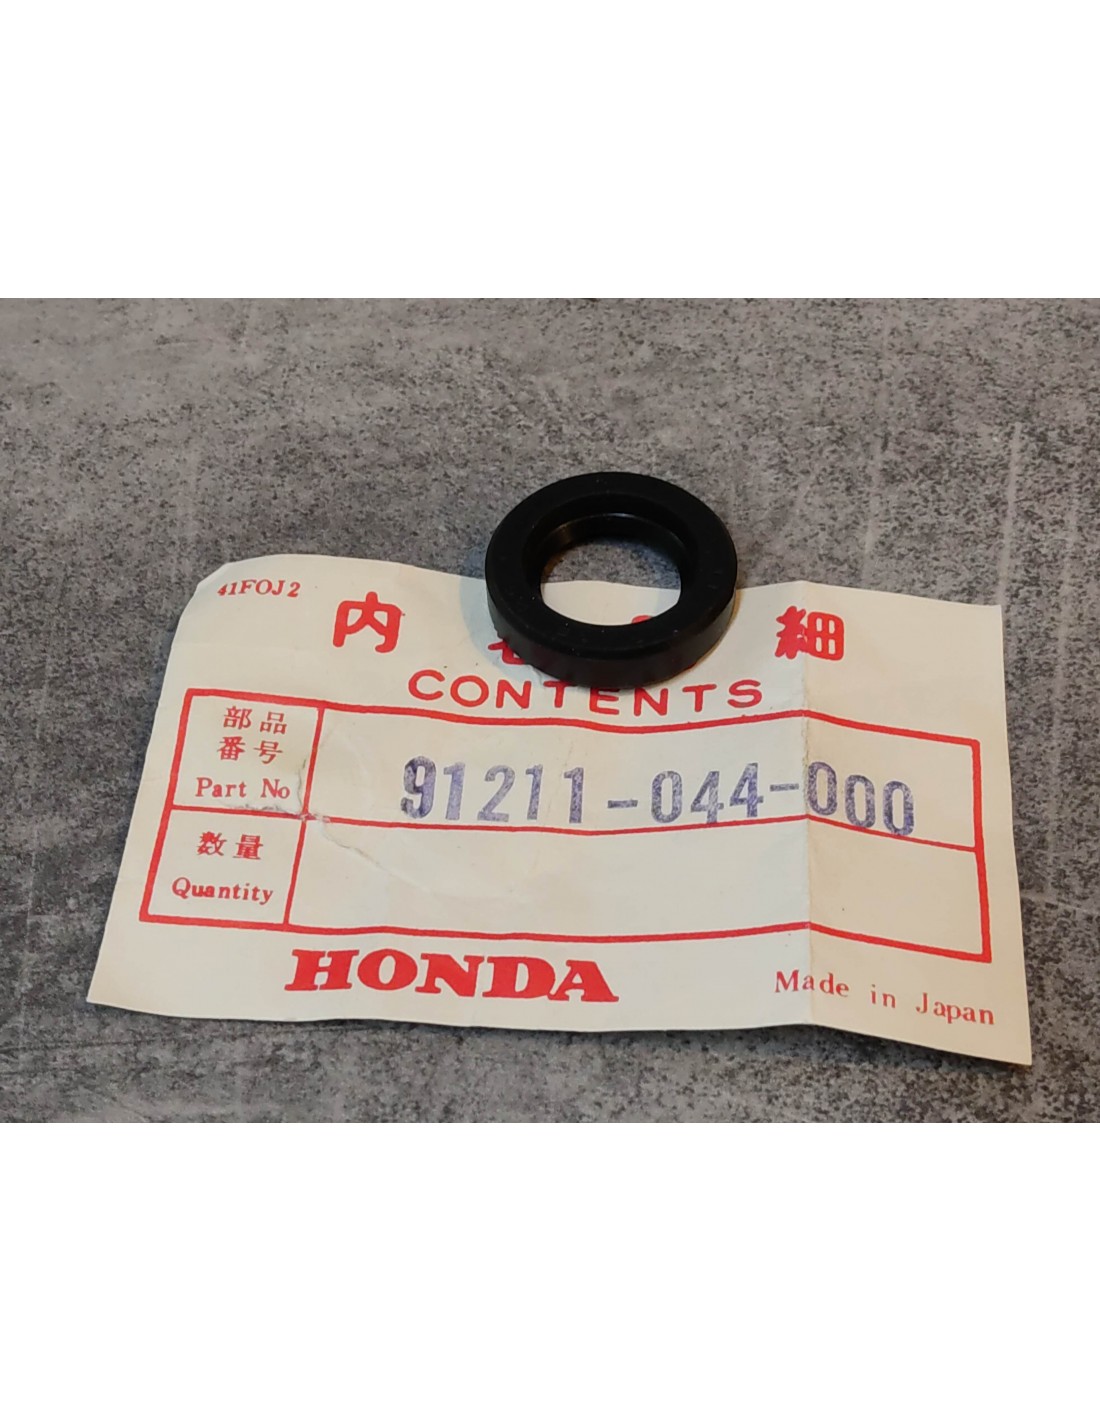 41FOJ2
内 細
CONTENTS
部品
番号
Part No
91211-044-000
数量
Quantity
HONDA
Made in Japan